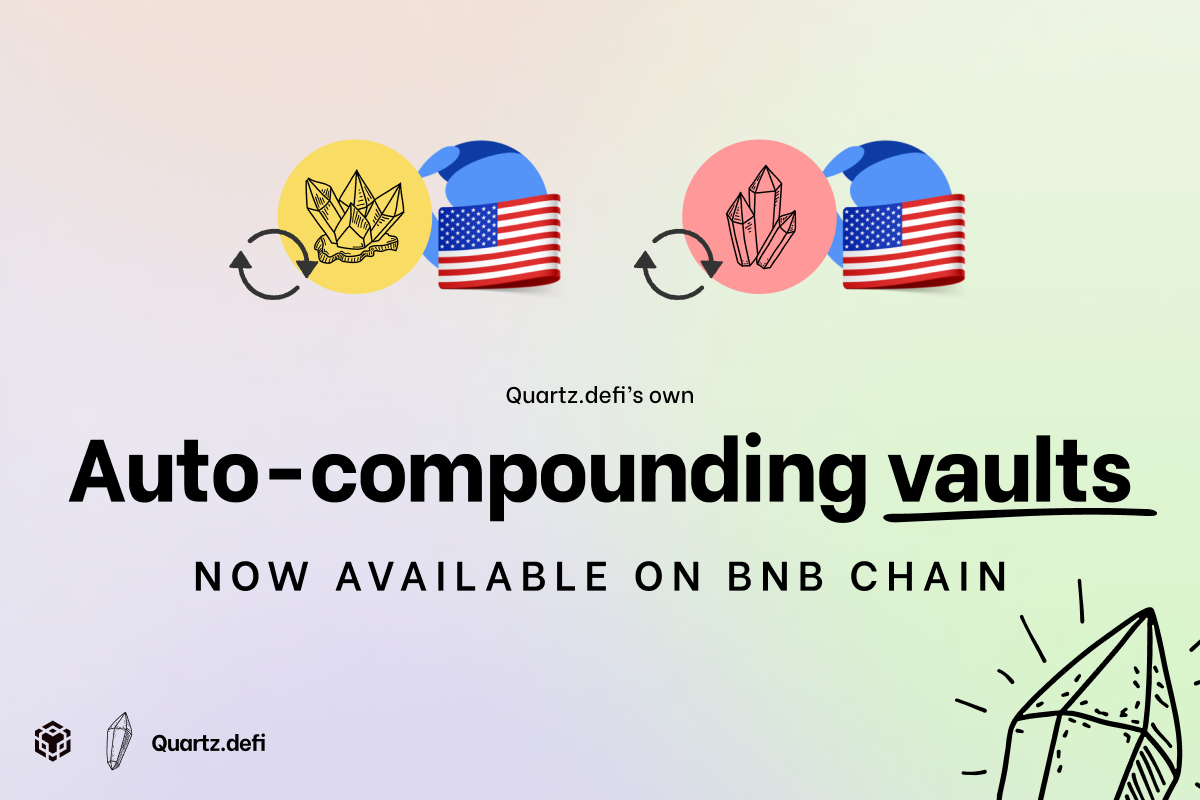 Quartz.defi’s own
Auto-compounding vaults
NOW AVAILABLE ON BNB CHAIN
Quartz.defi